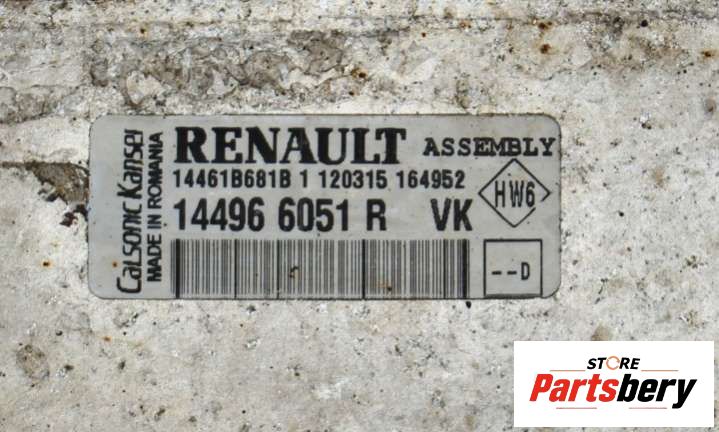 Calsonic Kansei
MADE IN ROMANIA
RENAULT ASSEMBLY
14461B681B 1 120315 164952
14496 6051 R VK
HW6
--D
STORE
Partsbery